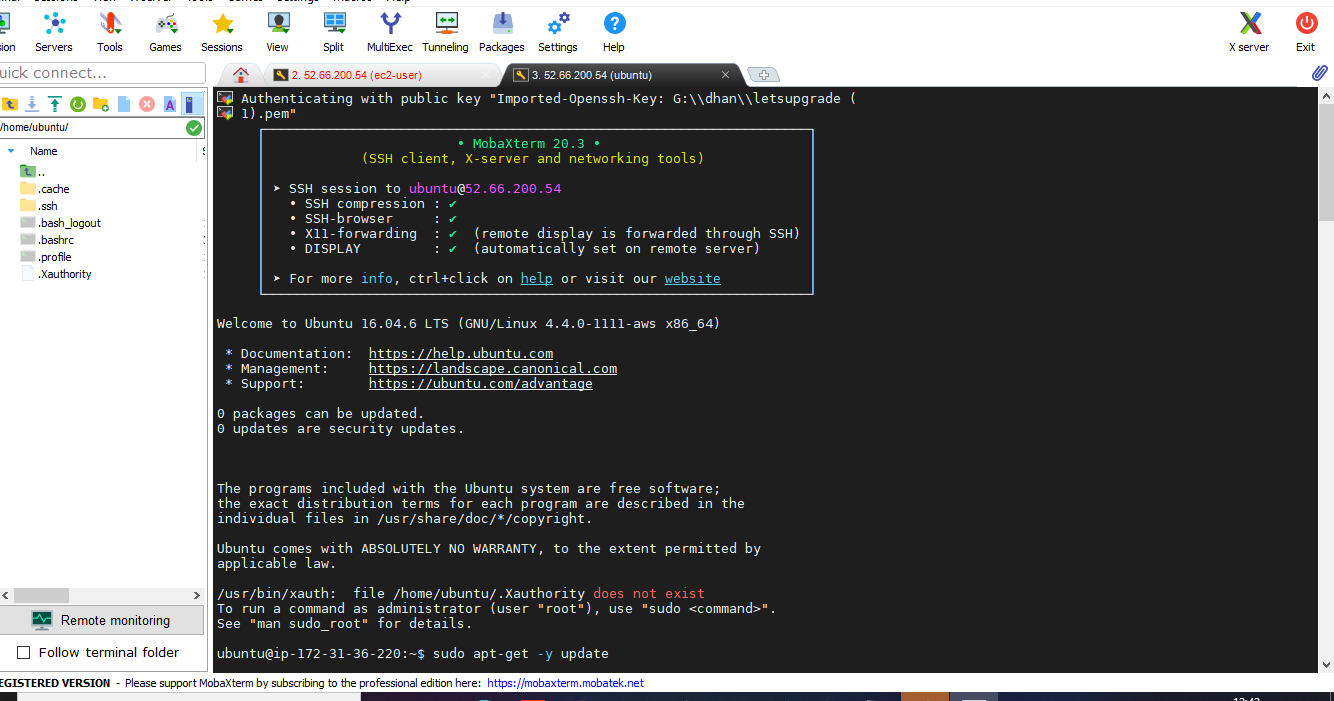 Sessions
Tools
Games
Settings
Macros
Help
Servers
Tools
Games
Sessions
View
Split
MultiExec
Tunneling
Packages
Settings
Help
X server
Exit
uick connect...
2. 52.66.200.54 (ec2-user)
3. 52.66.200.54 (ubuntu)
/home/ubuntu/
Name
..
.cache
.ssh
.bash_logout
.bashrc
.profile
.Xauthority
Remote monitoring
Follow terminal folder
Authenticating with public key "Imported-Openssh-Key: G:\\dhan\\letsupgrade (
1).pem"
• MobaXterm 20.3 •
(SSH client, X-server and networking tools)
➤ SSH session to ubuntu@52.66.200.54
• SSH compression : ✔
• SSH-browser : ✔
• X11-forwarding : ✔ (remote display is forwarded through SSH)
• DISPLAY : ✔ (automatically set on remote server)
➤ For more info, ctrl+click on help or visit our website
Welcome to Ubuntu 16.04.6 LTS (GNU/Linux 4.4.0-1111-aws x86_64)
* Documentation: https://help.ubuntu.com
* Management: https://landscape.canonical.com
* Support: https://ubuntu.com/advantage
0 packages can be updated.
0 updates are security updates.
The programs included with the Ubuntu system are free software;
the exact distribution terms for each program are described in the
individual files in /usr/share/doc/*/copyright.
Ubuntu comes with ABSOLUTELY NO WARRANTY, to the extent permitted by
applicable law.
/usr/bin/xauth: file /home/ubuntu/.Xauthority does not exist
To run a command as administrator (user "root"), use "sudo <command>".
See "man sudo_root" for details.
ubuntu@ip-172-31-36-220:~$ sudo apt-get -y update
EGISTERED VERSION - Please support MobaXterm by subscribing to the professional edition here: https://mobaxterm.mobatek.net